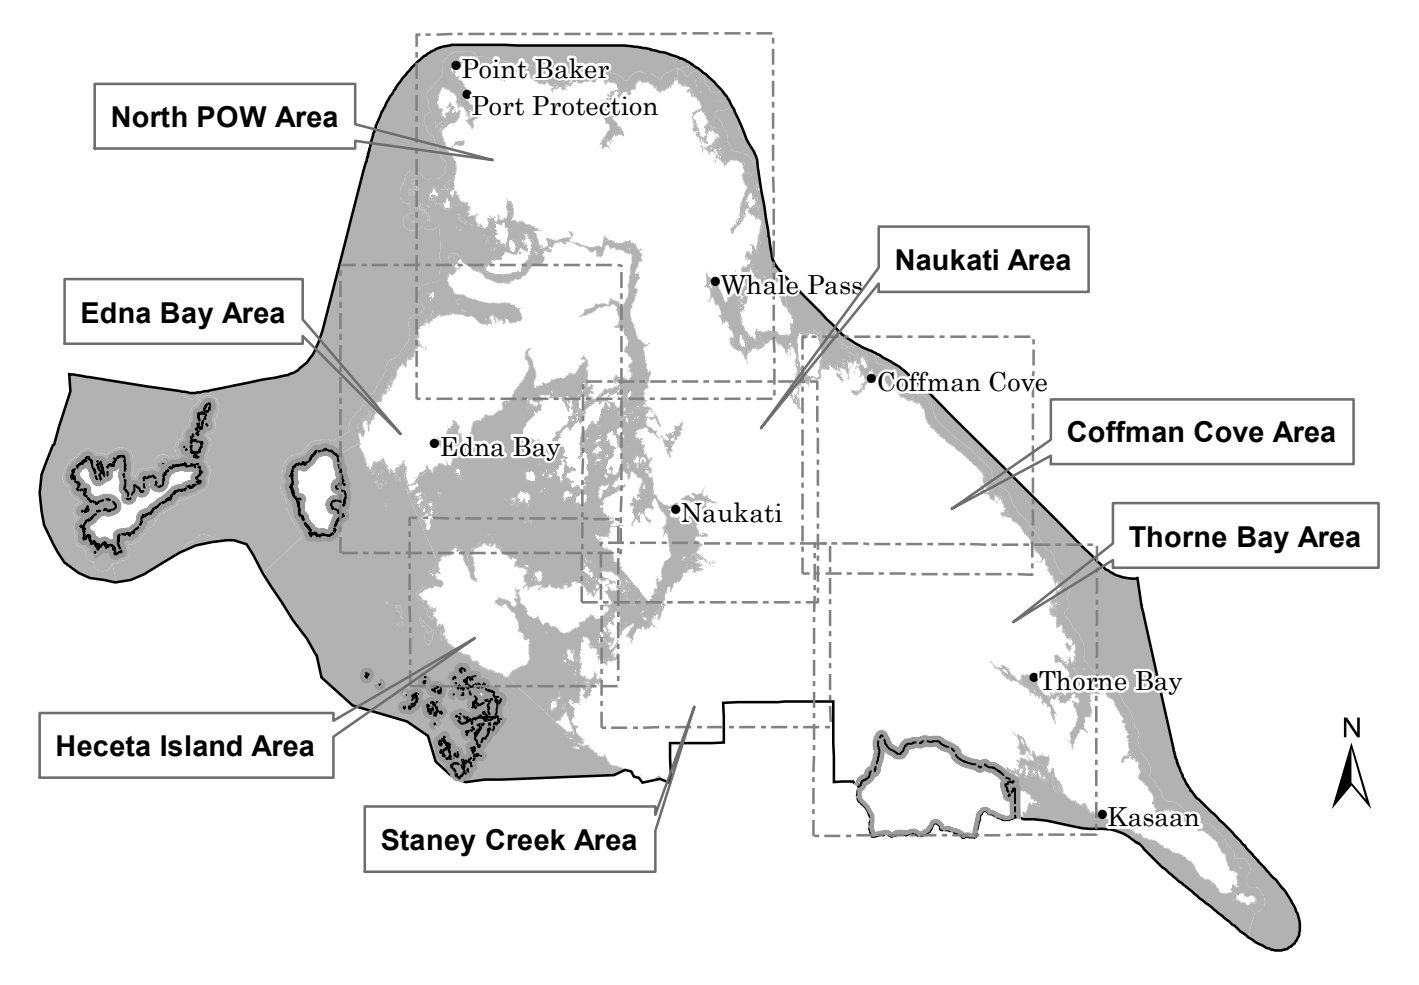 Point Baker
Port Protection
North POW Area
Naukati Area
Whale Pass
Edna Bay Area
Coffman Cove
Coffman Cove Area
Edna Bay
Naukati
Thorne Bay Area
Thorne Bay
N
Heceta Island Area
Kasaan
Staney Creek Area